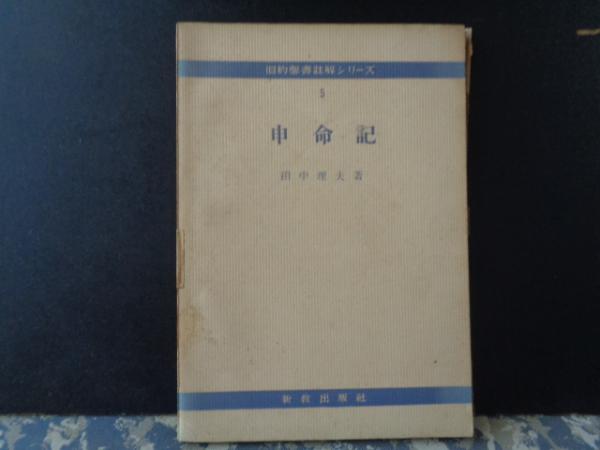 旧約聖書註解シリーズ
5
申命記
田中理夫著
新教出版社